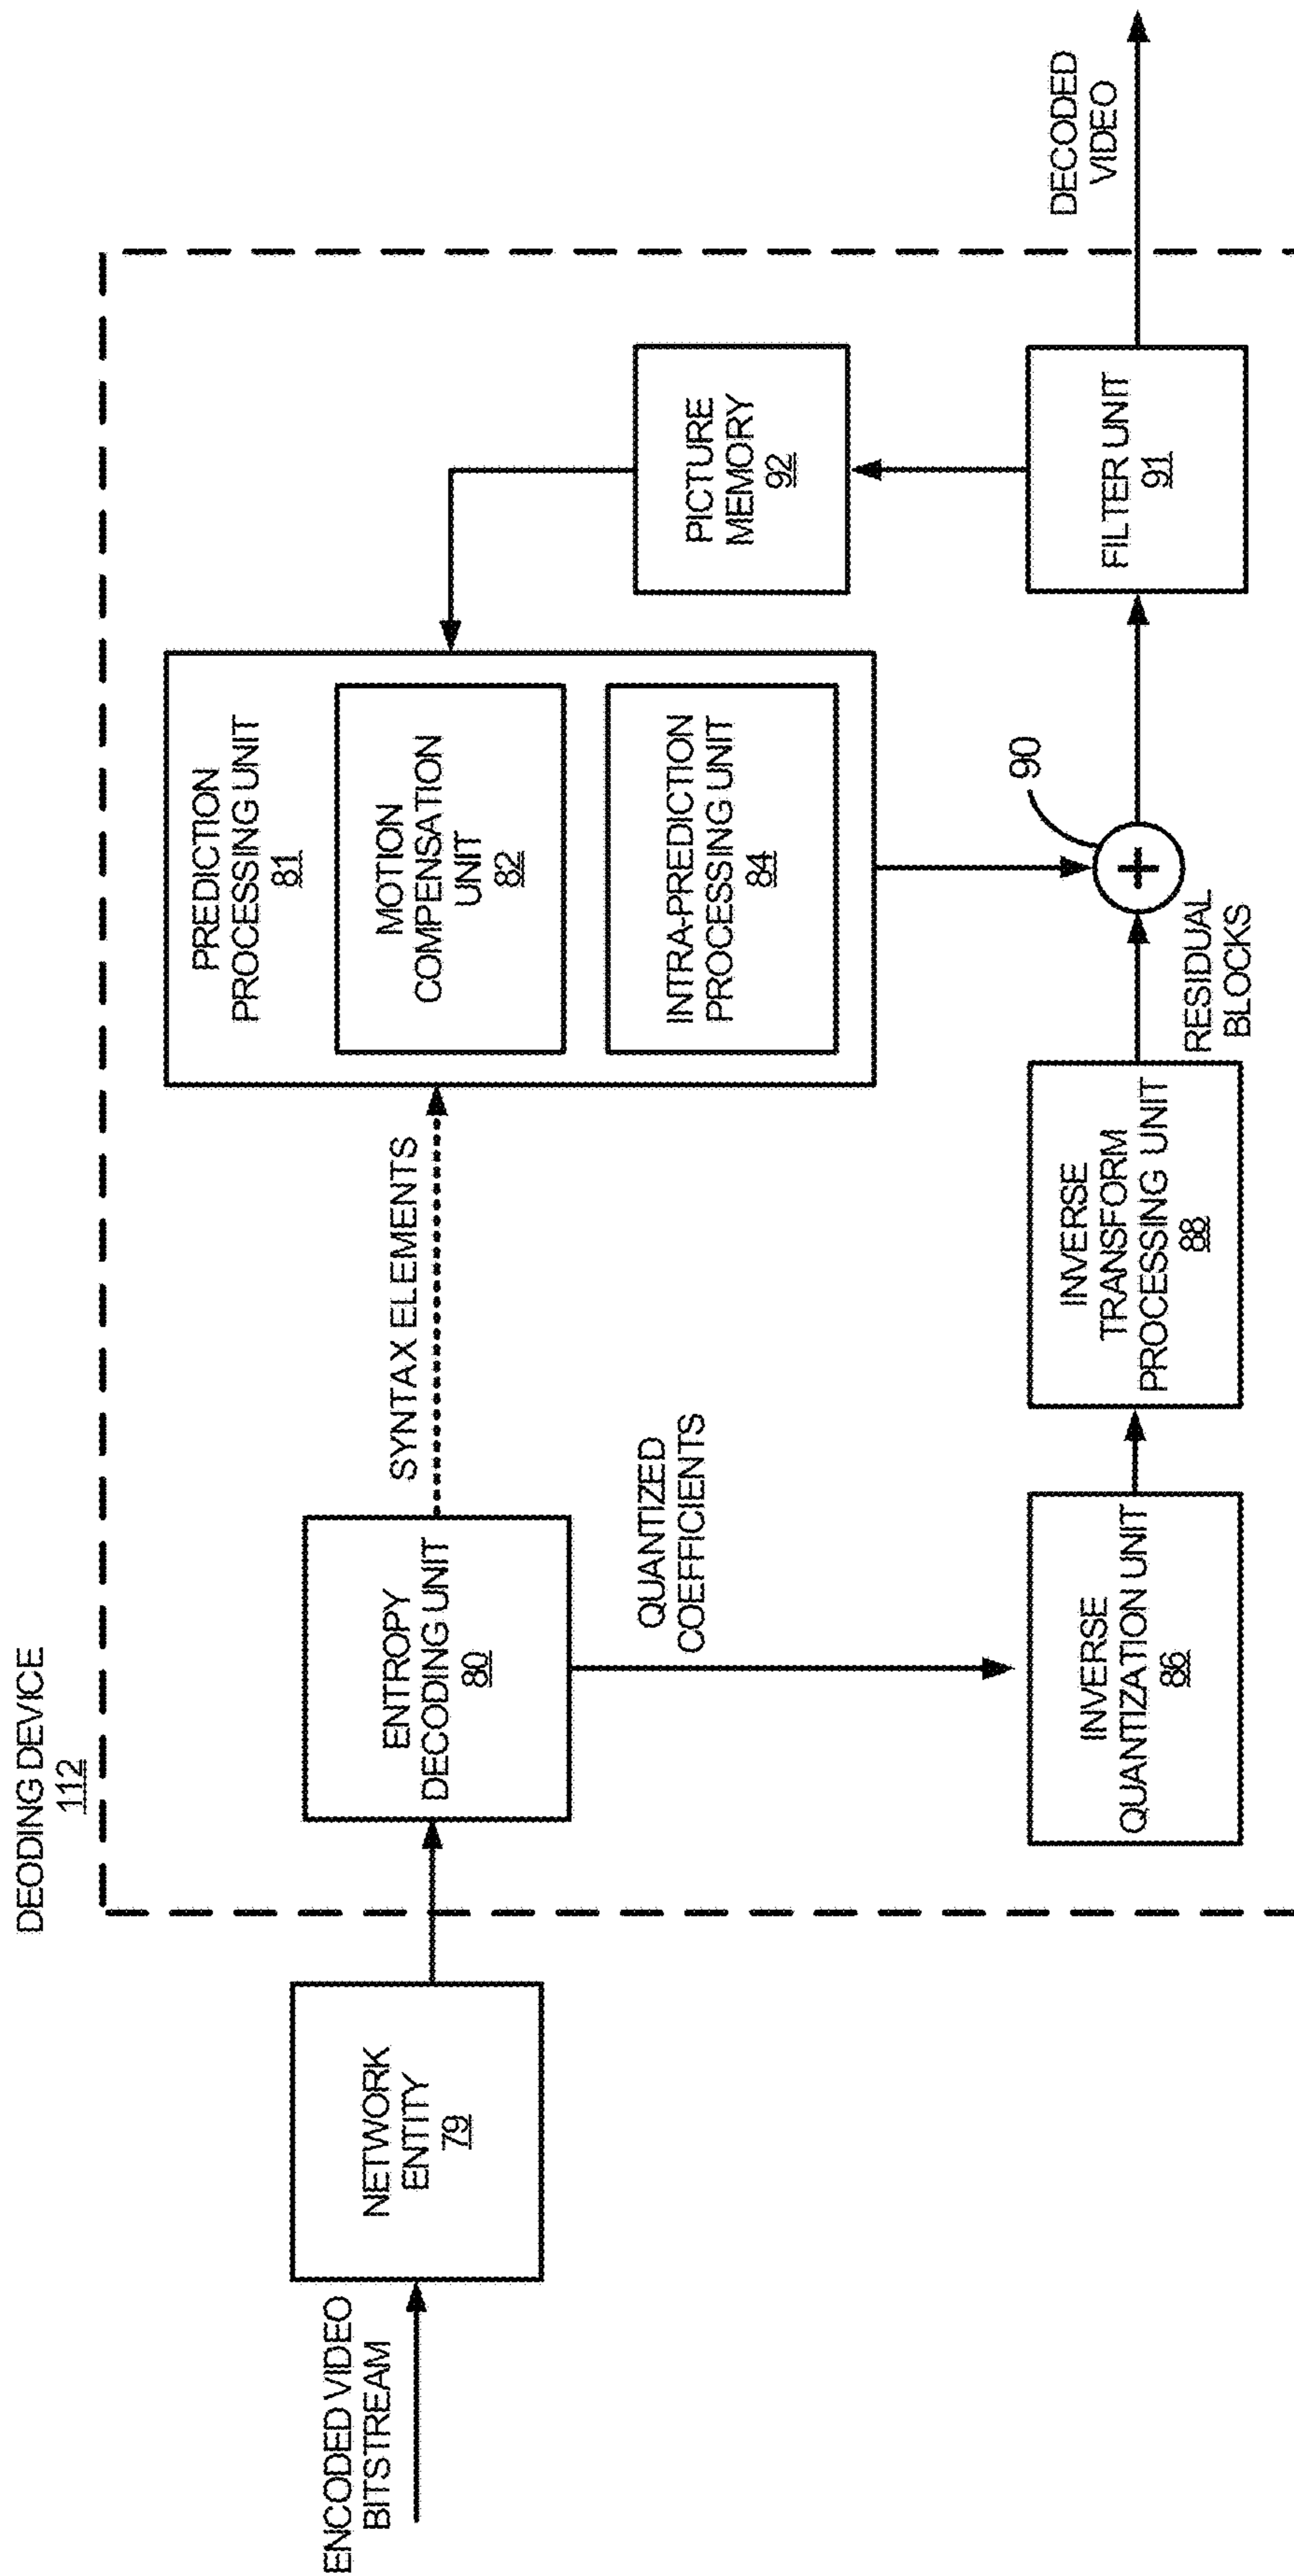 DEODING DEVICE
112
ENCODED VIDEO
BITSTREAM
NETWORK
ENTITY
79
ENTROPY
DECODING UNIT
80
SYNTAX ELEMENTS
QUANTIZED
COEFFICIENTS
PREDICTION
PROCESSING UNIT
81
MOTION
COMPENSATION
UNIT
82
INTRA-PREDICTION
PROCESSING UNIT
84
PICTURE
MEMORY
92
INVERSE
QUANTIZATION UNIT
86
INVERSE
TRANSFORM
PROCESSING UNIT
88
RESIDUAL
BLOCKS
90
+
FILTER UNIT
91
DECODED
VIDEO